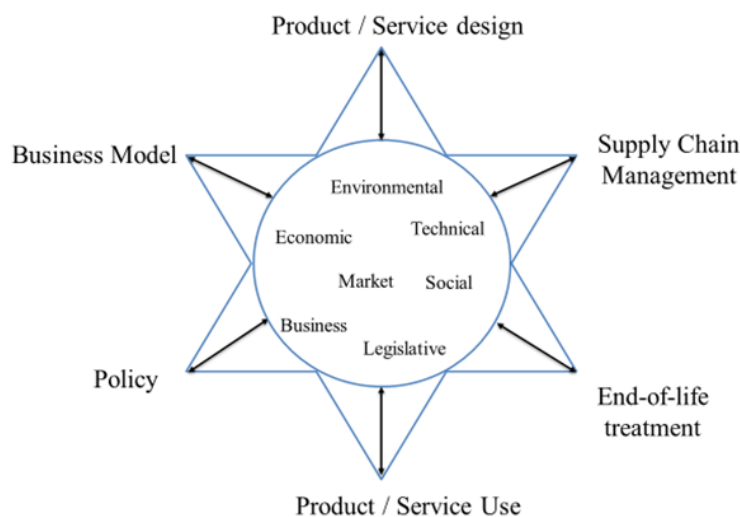 Product / Service design
Business Model
Supply Chain
Management
Environmental
Technical
Economic
Market
Social
Business
Legislative
Policy
End-of-life
treatment
Product / Service Use